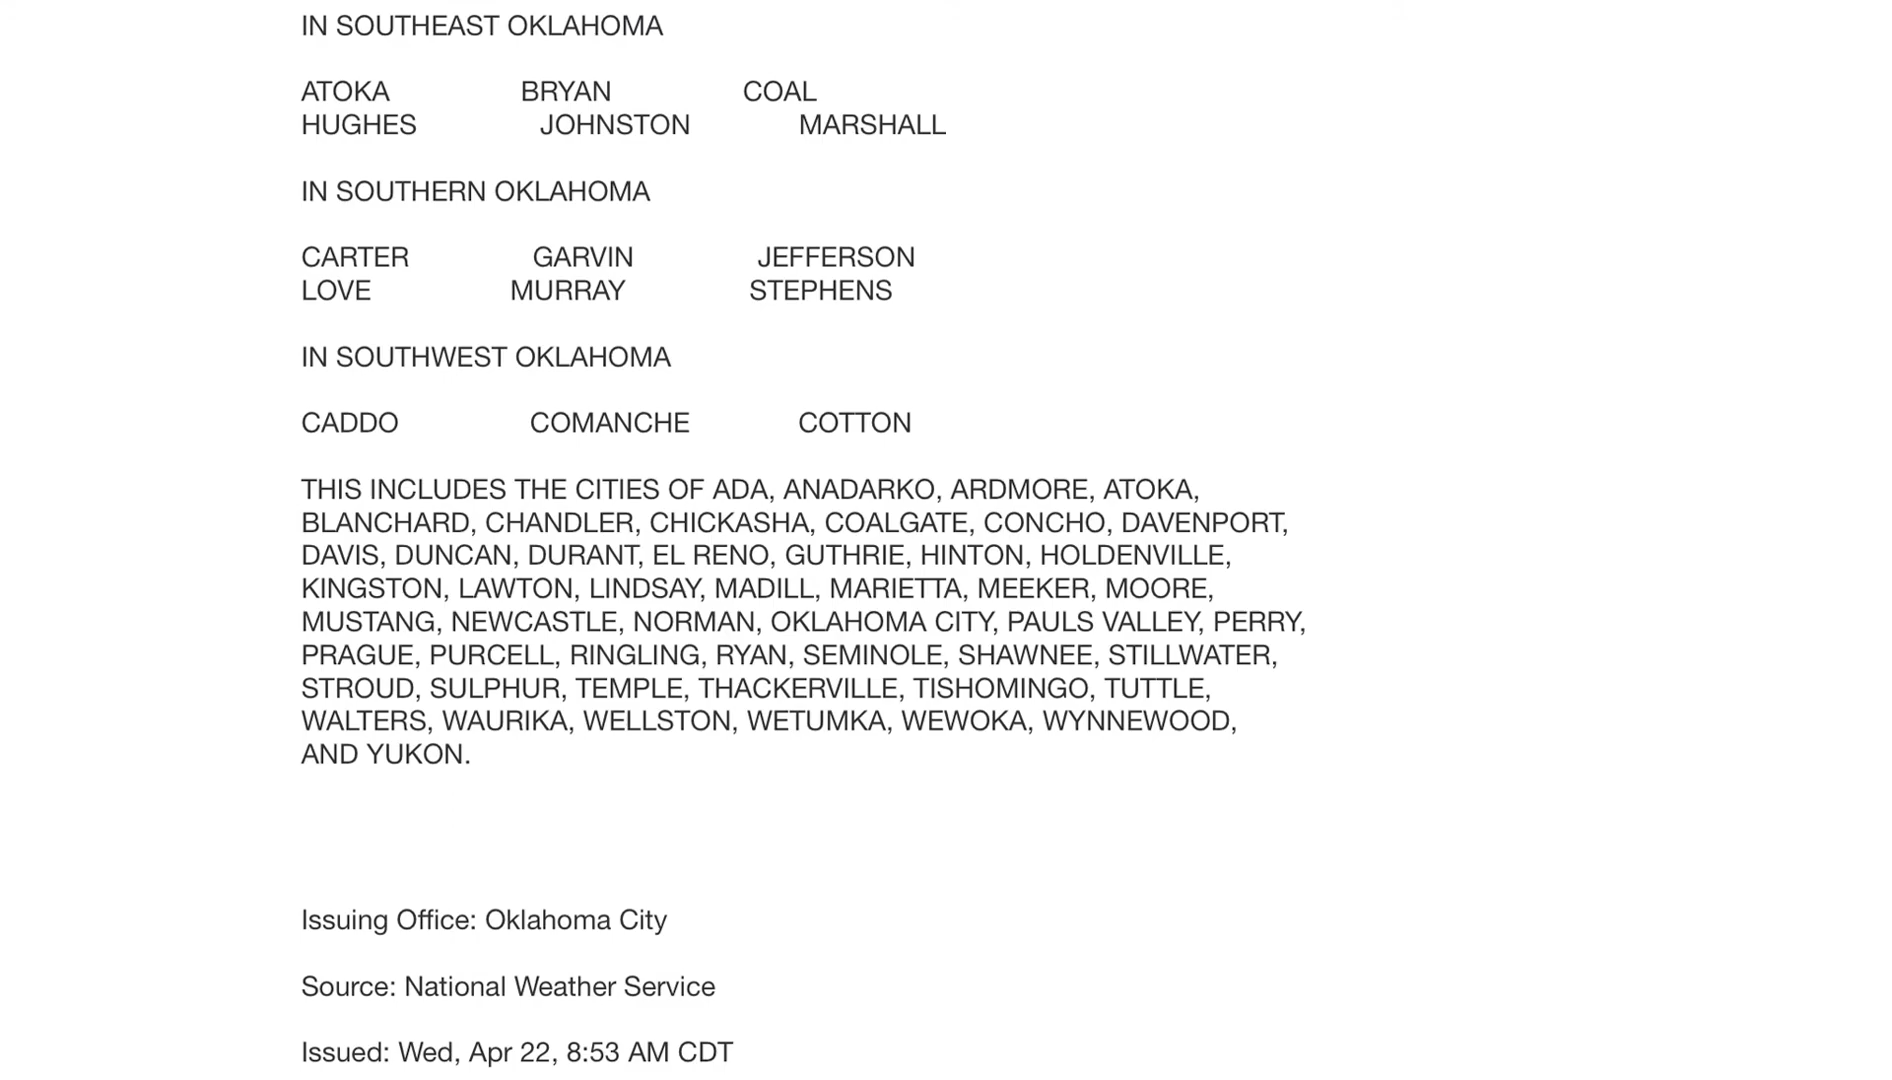 IN SOUTHEAST OKLAHOMA
ATOKA BRYAN COAL
HUGHES JOHNSTON MARSHALL
IN SOUTHERN OKLAHOMA
CARTER GARVIN JEFFERSON
LOVE MURRAY STEPHENS
IN SOUTHWEST OKLAHOMA
CADDO COMANCHE COTTON
THIS INCLUDES THE CITIES OF ADA, ANADARKO, ARDMORE, ATOKA,
BLANCHARD, CHANDLER, CHICKASHA, COALGATE, CONCHO, DAVENPORT,
DAVIS, DUNCAN, DURANT, EL RENO, GUTHRIE, HINTON, HOLDENVILLE,
KINGSTON, LAWTON, LINDSAY, MADILL, MARIETTA, MEEKER, MOORE,
MUSTANG, NEWCASTLE, NORMAN, OKLAHOMA CITY, PAULS VALLEY, PERRY,
PRAGUE, PURCELL, RINGLING, RYAN, SEMINOLE, SHAWNEE, STILLWATER,
STROUD, SULPHUR, TEMPLE, THACKERVILLE, TISHOMINGO, TUTTLE,
WALTERS, WAURIKA, WELLSTON, WETUMKA, WEWOKA, WYNNEWOOD,
AND YUKON.
Issuing Office: Oklahoma City
Source: National Weather Service
Issued: Wed, Apr 22, 8:53 AM CDT